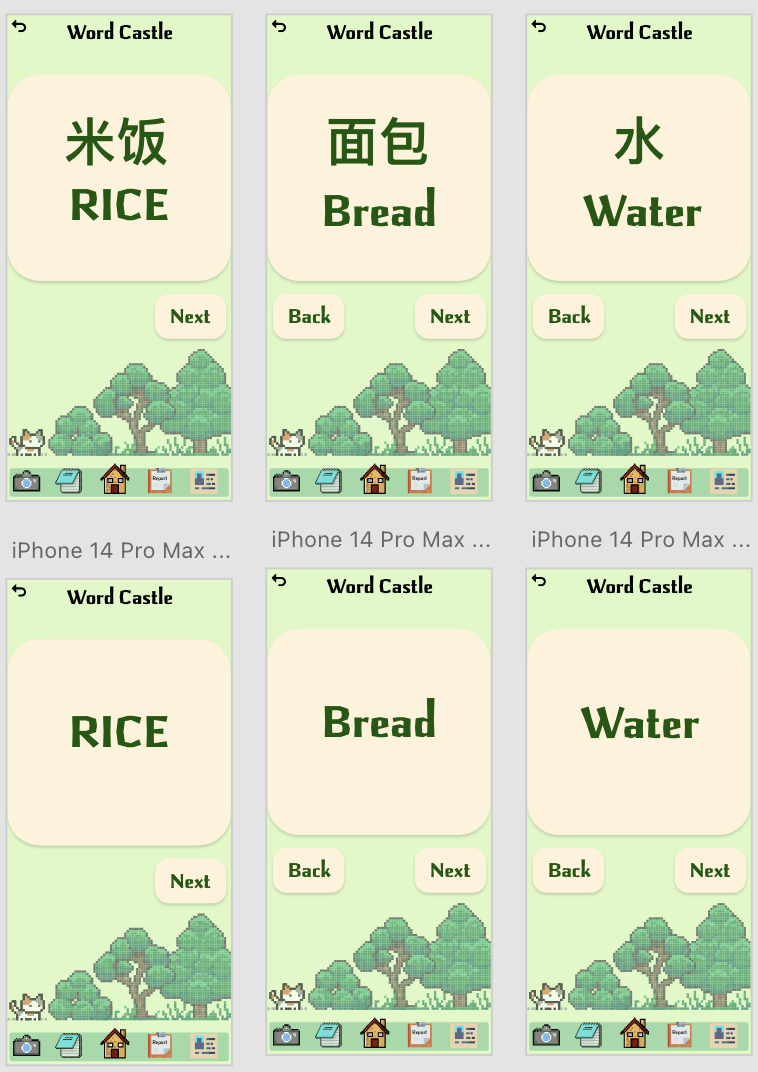 Word Castle
米饭
RICE
Next
Report
Word Castle
面包
Bread
Back Next
Report
Word Castle
水
Water
Back Next
Report
iPhone 14 Pro Max ...
iPhone 14 Pro Max ...
iPhone 14 Pro Max ...
Word Castle
RICE
Next
Report
Word Castle
Bread
Back Next
Report
Word Castle
Water
Back Next
Report